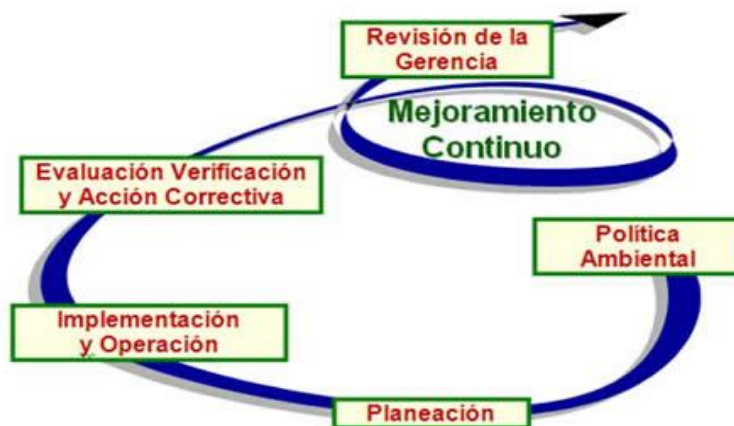 Revisión de la
Gerencia
Mejoramiento
Continuo
Evaluación Verificación
y Acción Correctiva
Política
Ambiental
Implementación
y Operación
Planeación